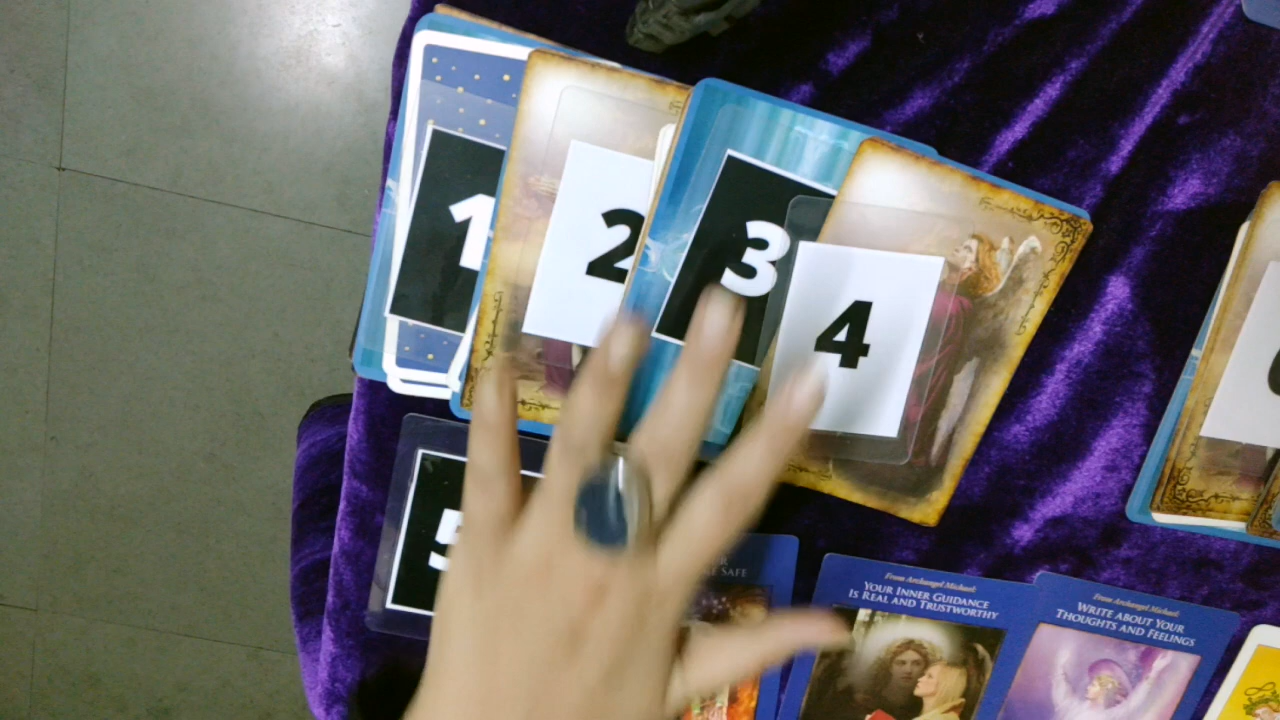 1
2
3
4
5
SAFE
From Archangel Michael:
YOUR INNER GUIDANCE
IS REAL AND TRUSTWORTHY
From Archangel Michael:
WRITE ABOUT YOUR
THOUGHTS AND FEELINGS